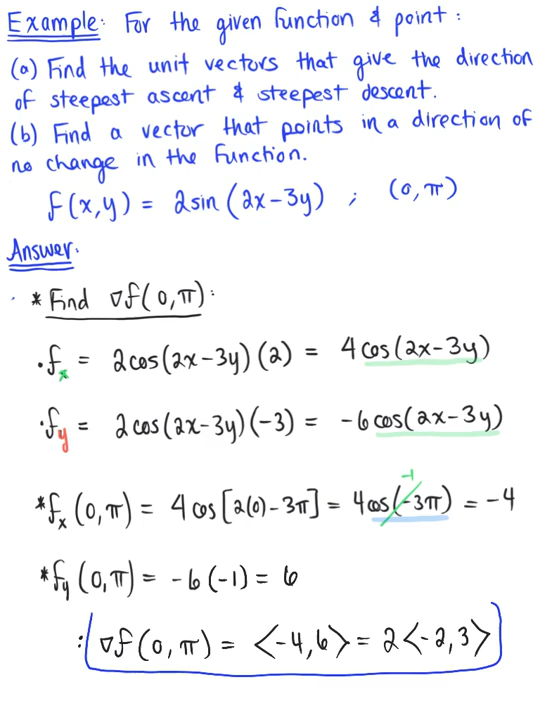 Example: For the given function & point:
(a) Find the unit vectors that give the direction
of steepest ascent & steepest descent.
(b) Find a vector that points in a direction of
no change in the function.
f(x,y) = 2sin(2x-3y) ; (0,π)
Answer:
* Find ∇f(0,π):
·fₓ = 2cos(2x-3y)(2) = 4cos(2x-3y)
·f_y = 2cos(2x-3y)(-3) = -6cos(2x-3y)
-1
*fₓ(0,π) = 4cos[2(0)-3π] = 4cos(-3π) = -4
*f_y(0,π) = -6(-1) = 6
: ∇f(0,π) = <-4,6> = 2<-2,3>